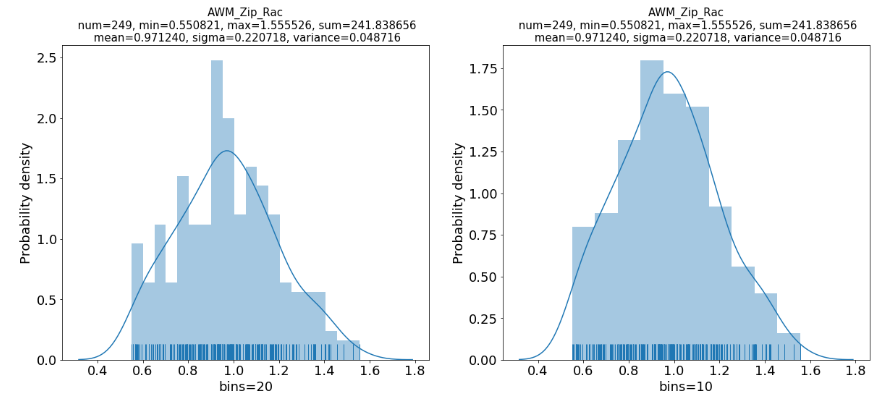 AWM_Zip_Rac
num=249, min=0.550821, max=1.555526, sum=241.838656
mean=0.971240, sigma=0.220718, variance=0.048716
2.5
2.0
1.5
1.0
0.5
0.0
Probability density
0.4 0.6 0.8 1.0 1.2 1.4 1.6 1.8
bins=20
AWM_Zip_Rac
num=249, min=0.550821, max=1.555526, sum=241.838656
mean=0.971240, sigma=0.220718, variance=0.048716
1.75
1.50
1.25
1.00
0.75
0.50
0.25
0.00
Probability density
0.4 0.6 0.8 1.0 1.2 1.4 1.6 1.8
bins=10